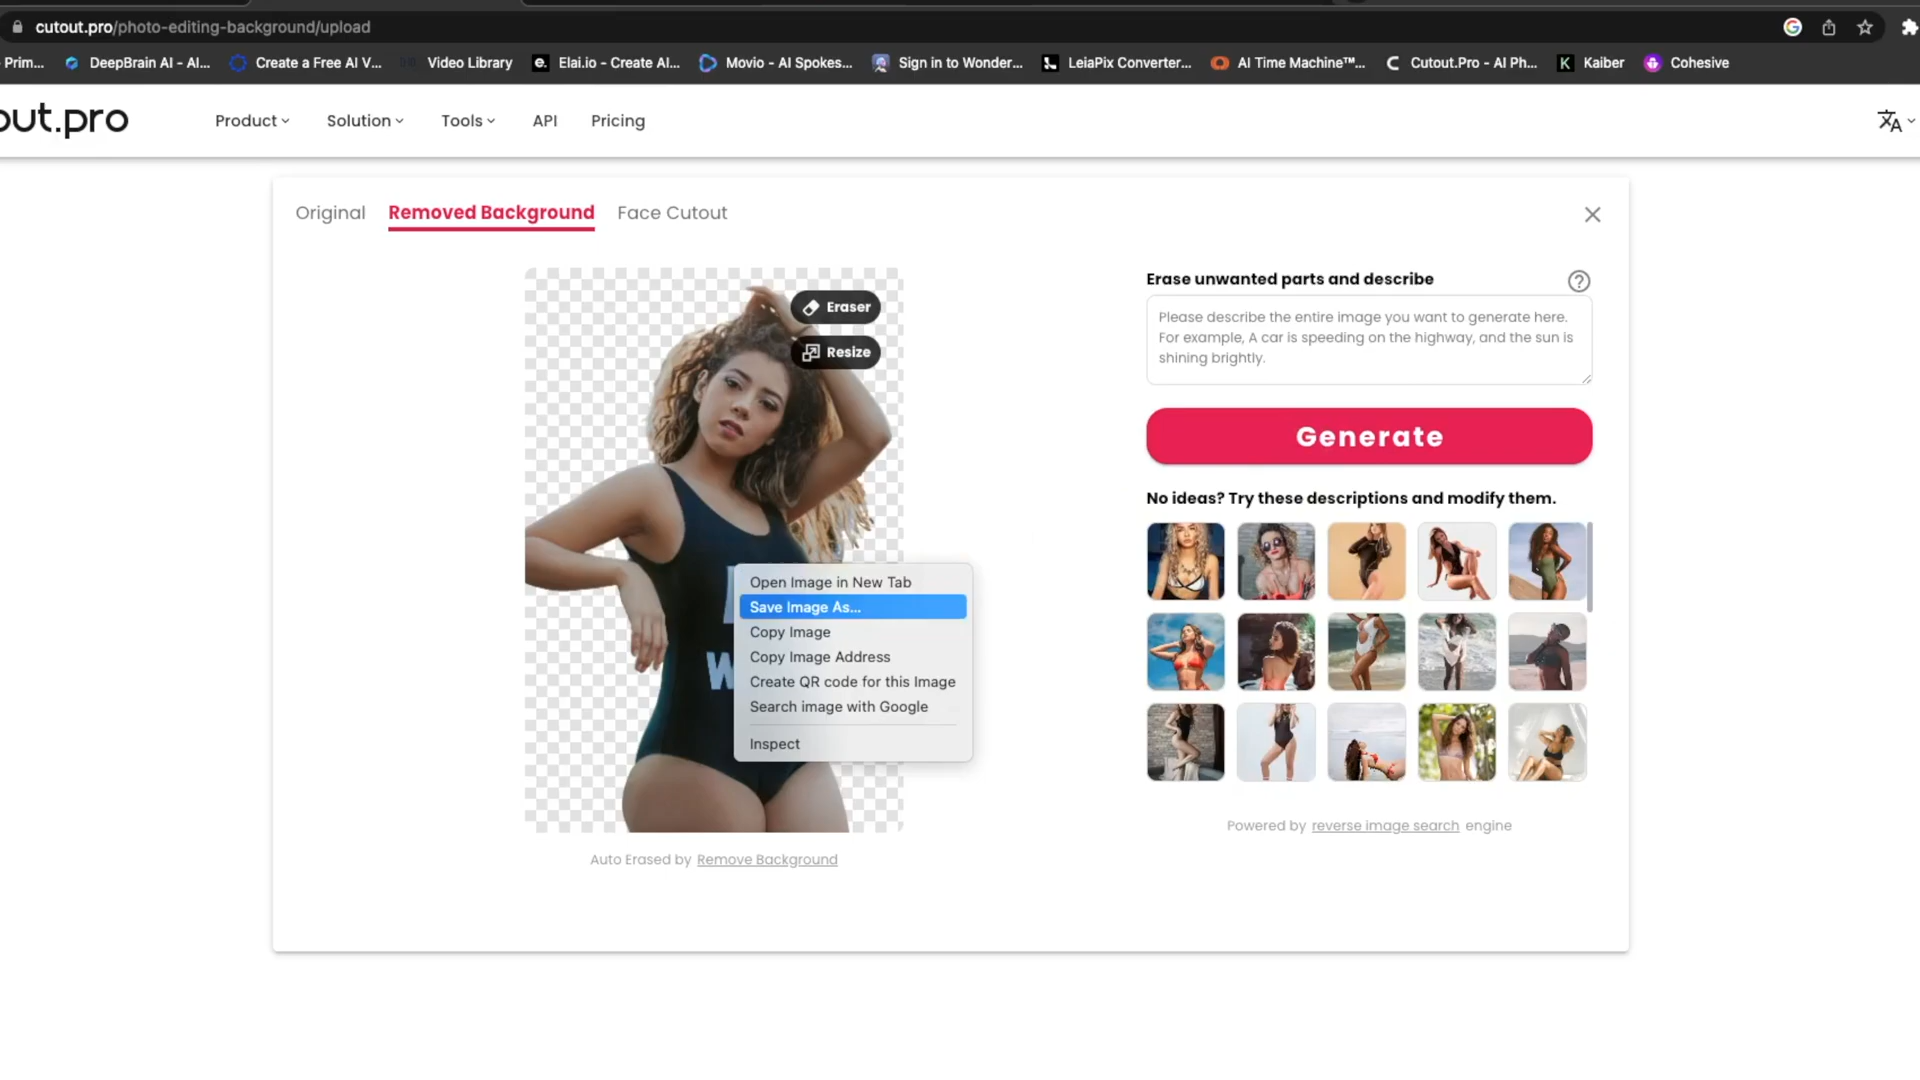 cutout.pro/photo-editing-background/upload
Prim...
DeepBrain AI - AI...
Create a Free AI V...
Video Library
Elai.io - Create AI...
Movio - AI Spokes...
Sign in to Wonder...
LeiaPix Converter...
AI Time Machine™...
Cutout.Pro - AI Ph...
Kaiber
Cohesive
out.pro
Product
Solution
Tools
API
Pricing
Original
Removed Background
Face Cutout
Eraser
Resize
Open Image in New Tab
Save Image As...
Copy Image
Copy Image Address
Create QR code for this Image
Search image with Google
Inspect
W
Auto Erased by Remove Background
Erase unwanted parts and describe
Please describe the entire image you want to generate here.
For example, A car is speeding on the highway, and the sun is
shining brightly.
Generate
No ideas? Try these descriptions and modify them.
Powered by reverse image search engine